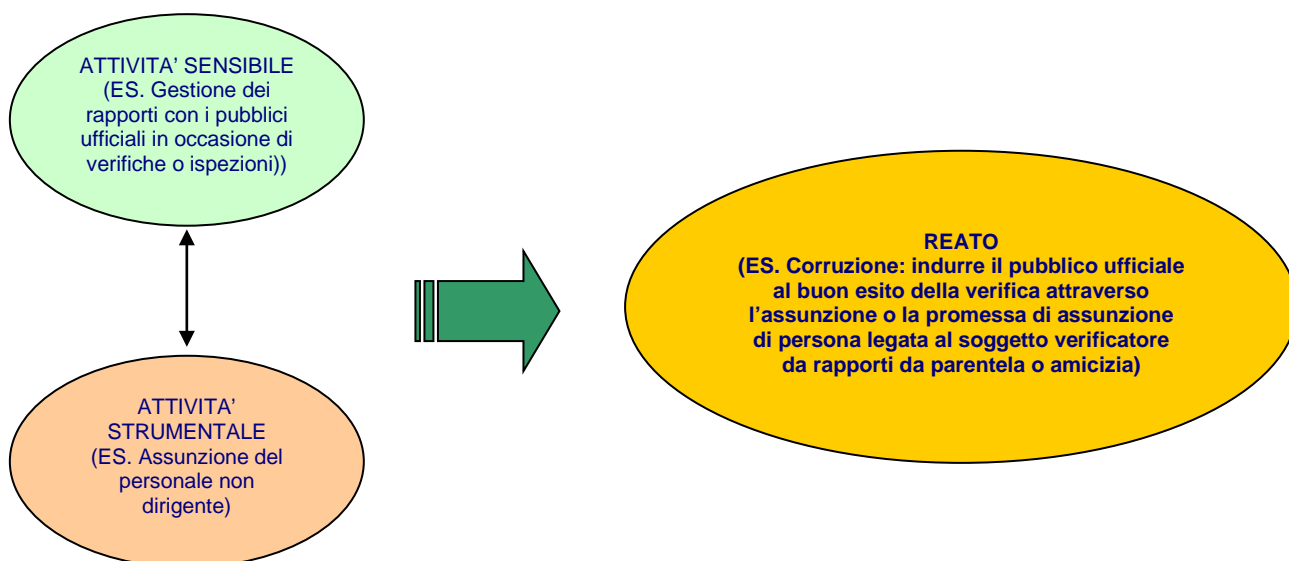 ATTIVITA' SENSIBILE
(ES. Gestione dei
rapporti con i pubblici
ufficiali in occasione di
verifiche o ispezioni))
ATTIVITA'
STRUMENTALE
(ES. Assunzione del
personale non
dirigente)
REATO
(ES. Corruzione: indurre il pubblico ufficiale
al buon esito della verifica attraverso
l'assunzione o la promessa di assunzione
di persona legata al soggetto verificatore
da rapporti da parentela o amicizia)